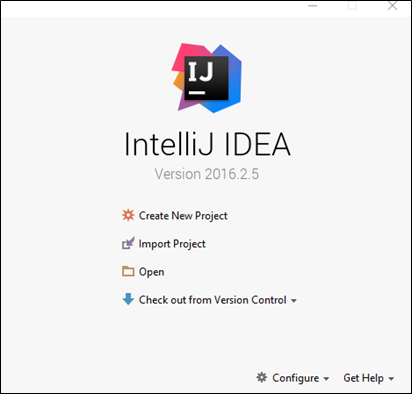 IJ
IntelliJ IDEA
Version 2016.2.5
Create New Project
Import Project
Open
Check out from Version Control
Configure Get Help